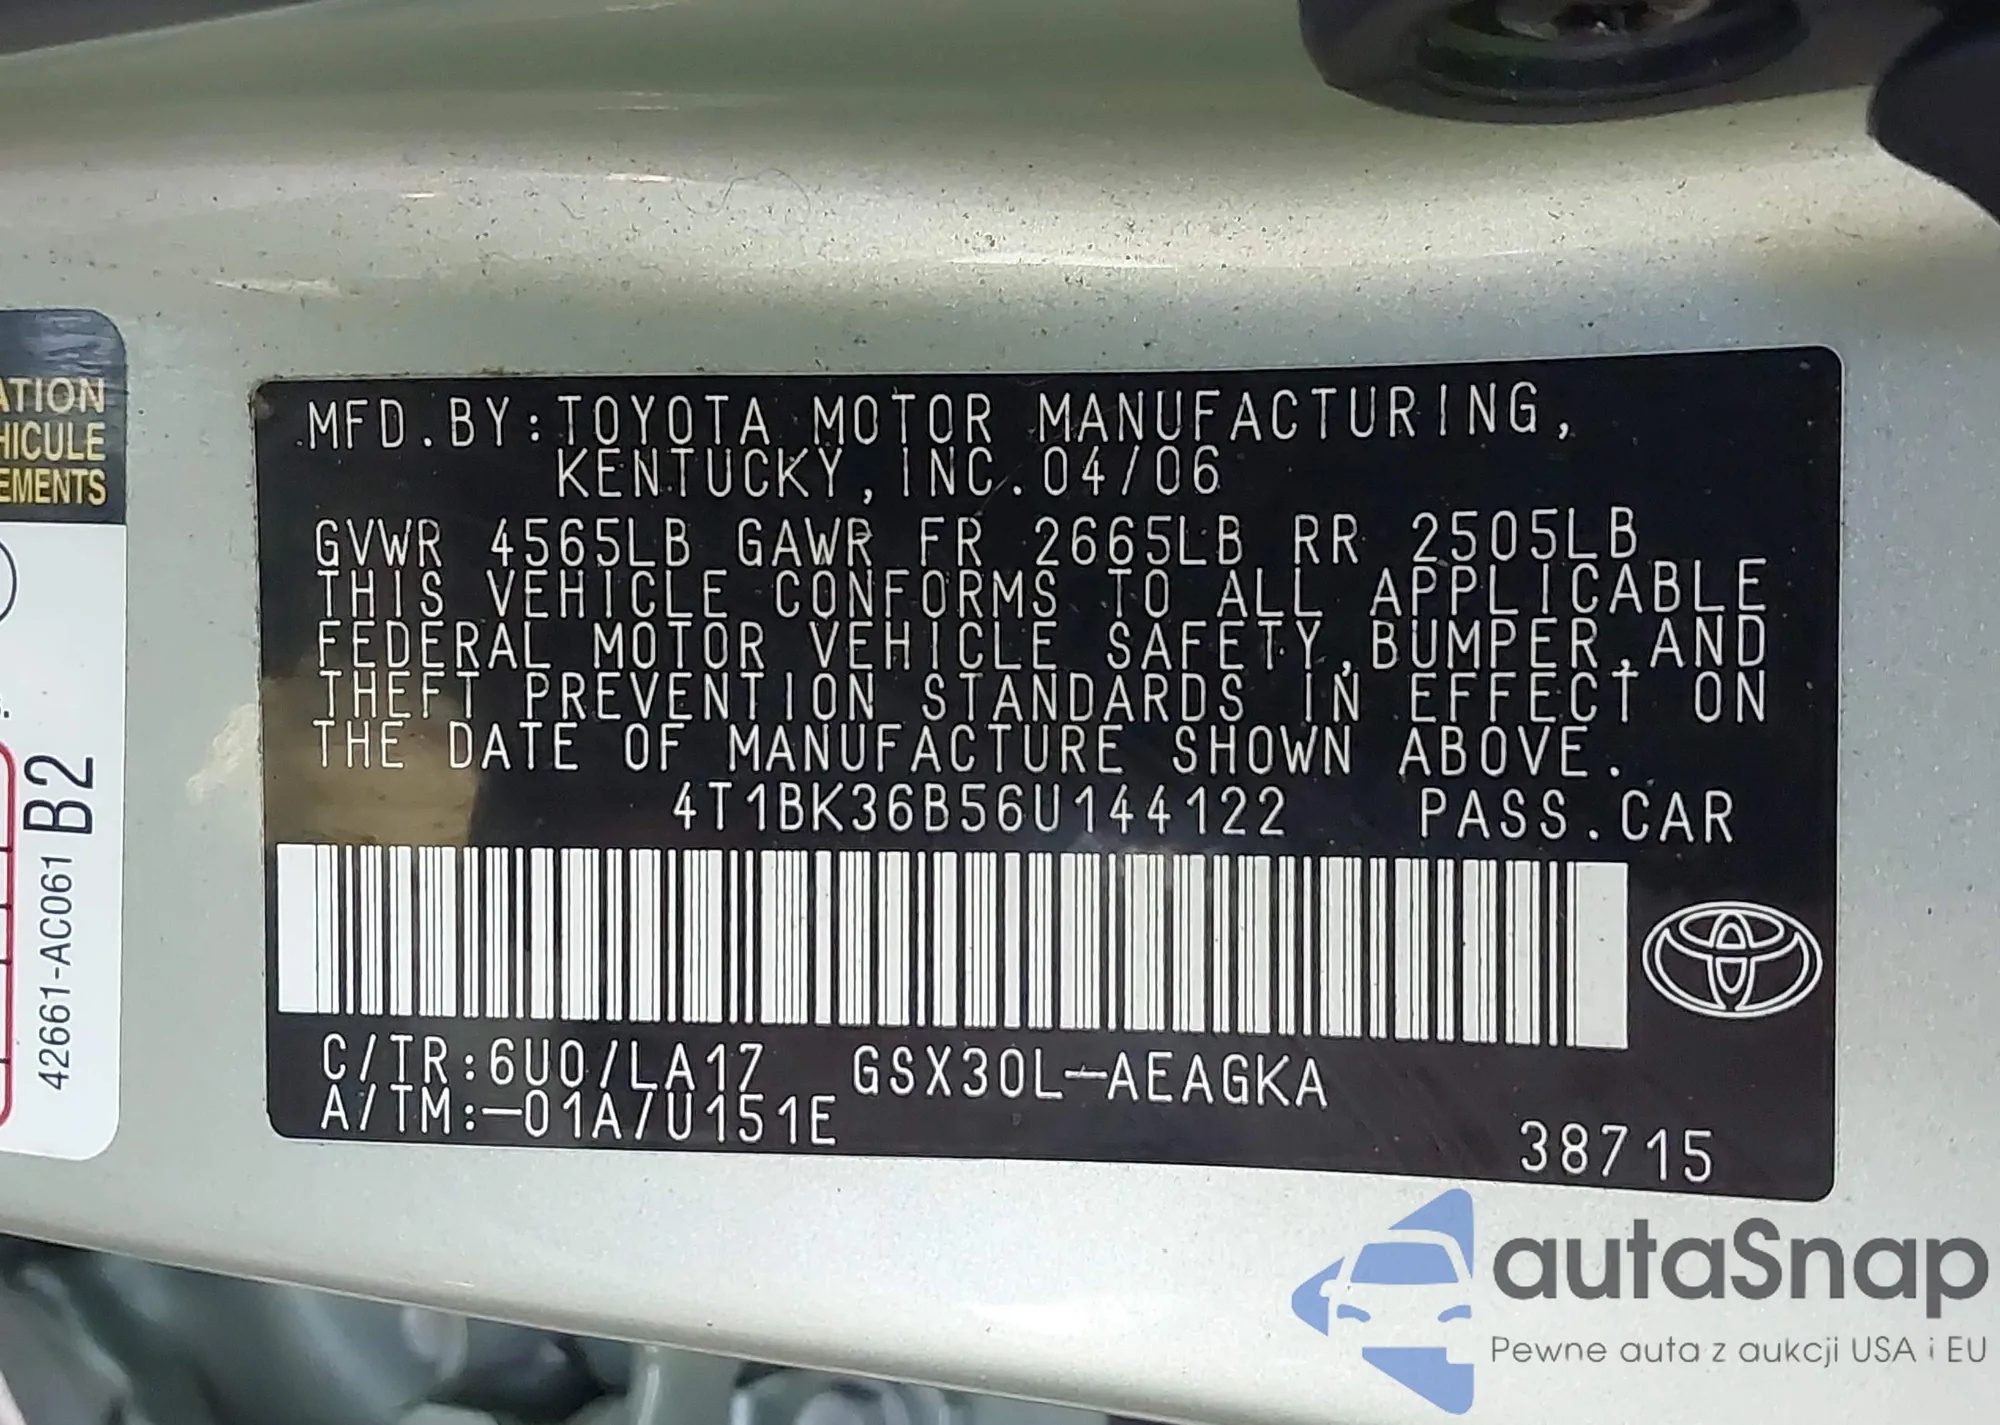 MFD.BY:TOYOTA MOTOR MANUFACTURING,
KENTUCKY, INC.04/06
GVWR 4565LB GAWR FR 2665LB RR 2505LB
THIS VEHICLE CONFORMS TO ALL APPLICABLE
FEDERAL MOTOR VEHICLE SAFETY,BUMPER,AND
THEFT PREVENTION STANDARDS IN EFFECT ON
THE DATE OF MANUFACTURE SHOWN ABOVE.
4T1BK36B56U144122 PASS.CAR
C/TR:6U0/LA17 GSX30L-AEAGKA
A/TM:-01A/U151E
38715
ATION
HICULE
EMENTS
42661-AC061 B2
autaSnap
Pewne auta z aukcji USA i EU